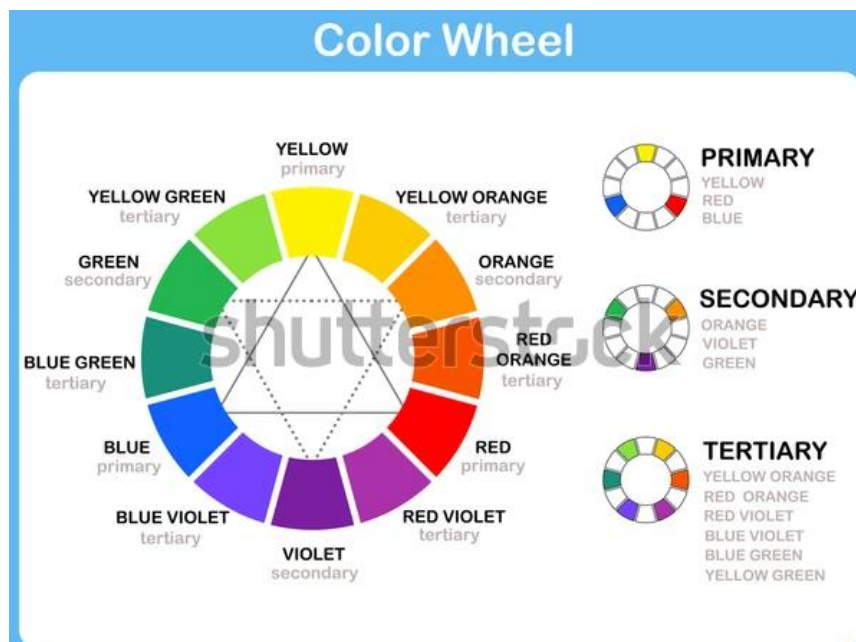 Color Wheel
YELLOW
primary
YELLOW GREEN
tertiary
YELLOW ORANGE
tertiary
GREEN
secondary
ORANGE
secondary
BLUE GREEN
tertiary
RED
ORANGE
tertiary
BLUE
primary
RED
primary
BLUE VIOLET
tertiary
RED VIOLET
tertiary
VIOLET
secondary
shutterstock
PRIMARY
YELLOW
RED
BLUE
SECONDARY
ORANGE
VIOLET
GREEN
TERTIARY
YELLOW ORANGE
RED ORANGE
RED VIOLET
BLUE VIOLET
BLUE GREEN
YELLOW GREEN